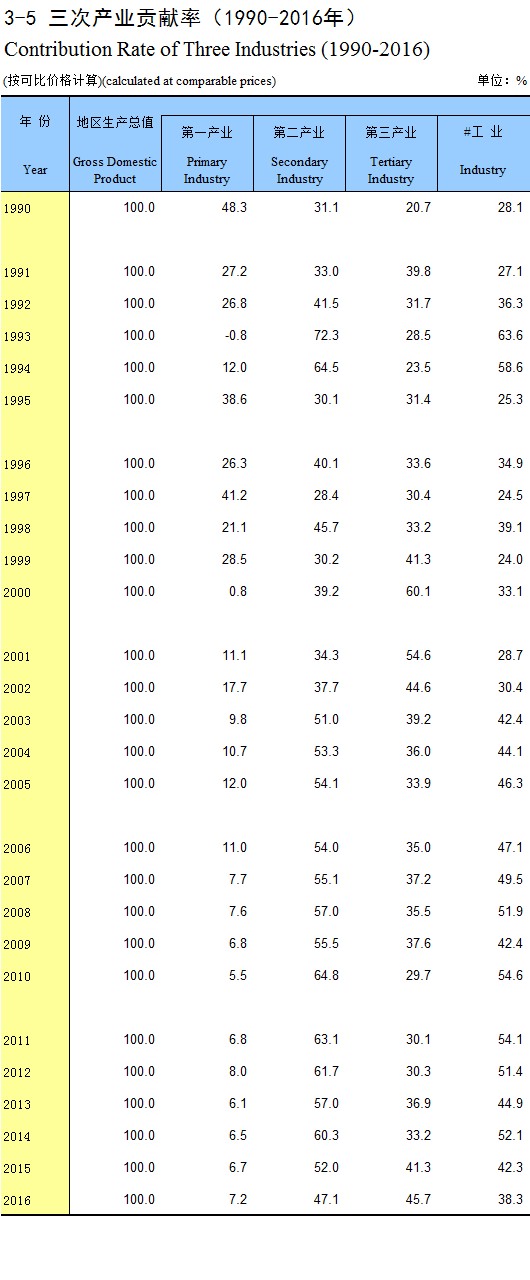 3-5 三次产业贡献率（1990-2016年）
Contribution Rate of Three Industries (1990-2016)
(按可比价格计算)(calculated at comparable prices) 单位：%
年 份 地区生产总值 第一产业 第二产业 第三产业 #工 业
Year Gross Domestic Product Primary Industry Secondary Industry Tertiary Industry Industry
1990 100.0 48.3 31.1 20.7 28.1
1991 100.0 27.2 33.0 39.8 27.1
1992 100.0 26.8 41.5 31.7 36.3
1993 100.0 -0.8 72.3 28.5 63.6
1994 100.0 12.0 64.5 23.5 58.6
1995 100.0 38.6 30.1 31.4 25.3
1996 100.0 26.3 40.1 33.6 34.9
1997 100.0 41.2 28.4 30.4 24.5
1998 100.0 21.1 45.7 33.2 39.1
1999 100.0 28.5 30.2 41.3 24.0
2000 100.0 0.8 39.2 60.1 33.1
2001 100.0 11.1 34.3 54.6 28.7
2002 100.0 17.7 37.7 44.6 30.4
2003 100.0 9.8 51.0 39.2 42.4
2004 100.0 10.7 53.3 36.0 44.1
2005 100.0 12.0 54.1 33.9 46.3
2006 100.0 11.0 54.0 35.0 47.1
2007 100.0 7.7 55.1 37.2 49.5
2008 100.0 7.6 57.0 35.5 51.9
2009 100.0 6.8 55.5 37.6 42.4
2010 100.0 5.5 64.8 29.7 54.6
2011 100.0 6.8 63.1 30.1 54.1
2012 100.0 8.0 61.7 30.3 51.4
2013 100.0 6.1 57.0 36.9 44.9
2014 100.0 6.5 60.3 33.2 52.1
2015 100.0 6.7 52.0 41.3 42.3
2016 100.0 7.2 47.1 45.7 38.3